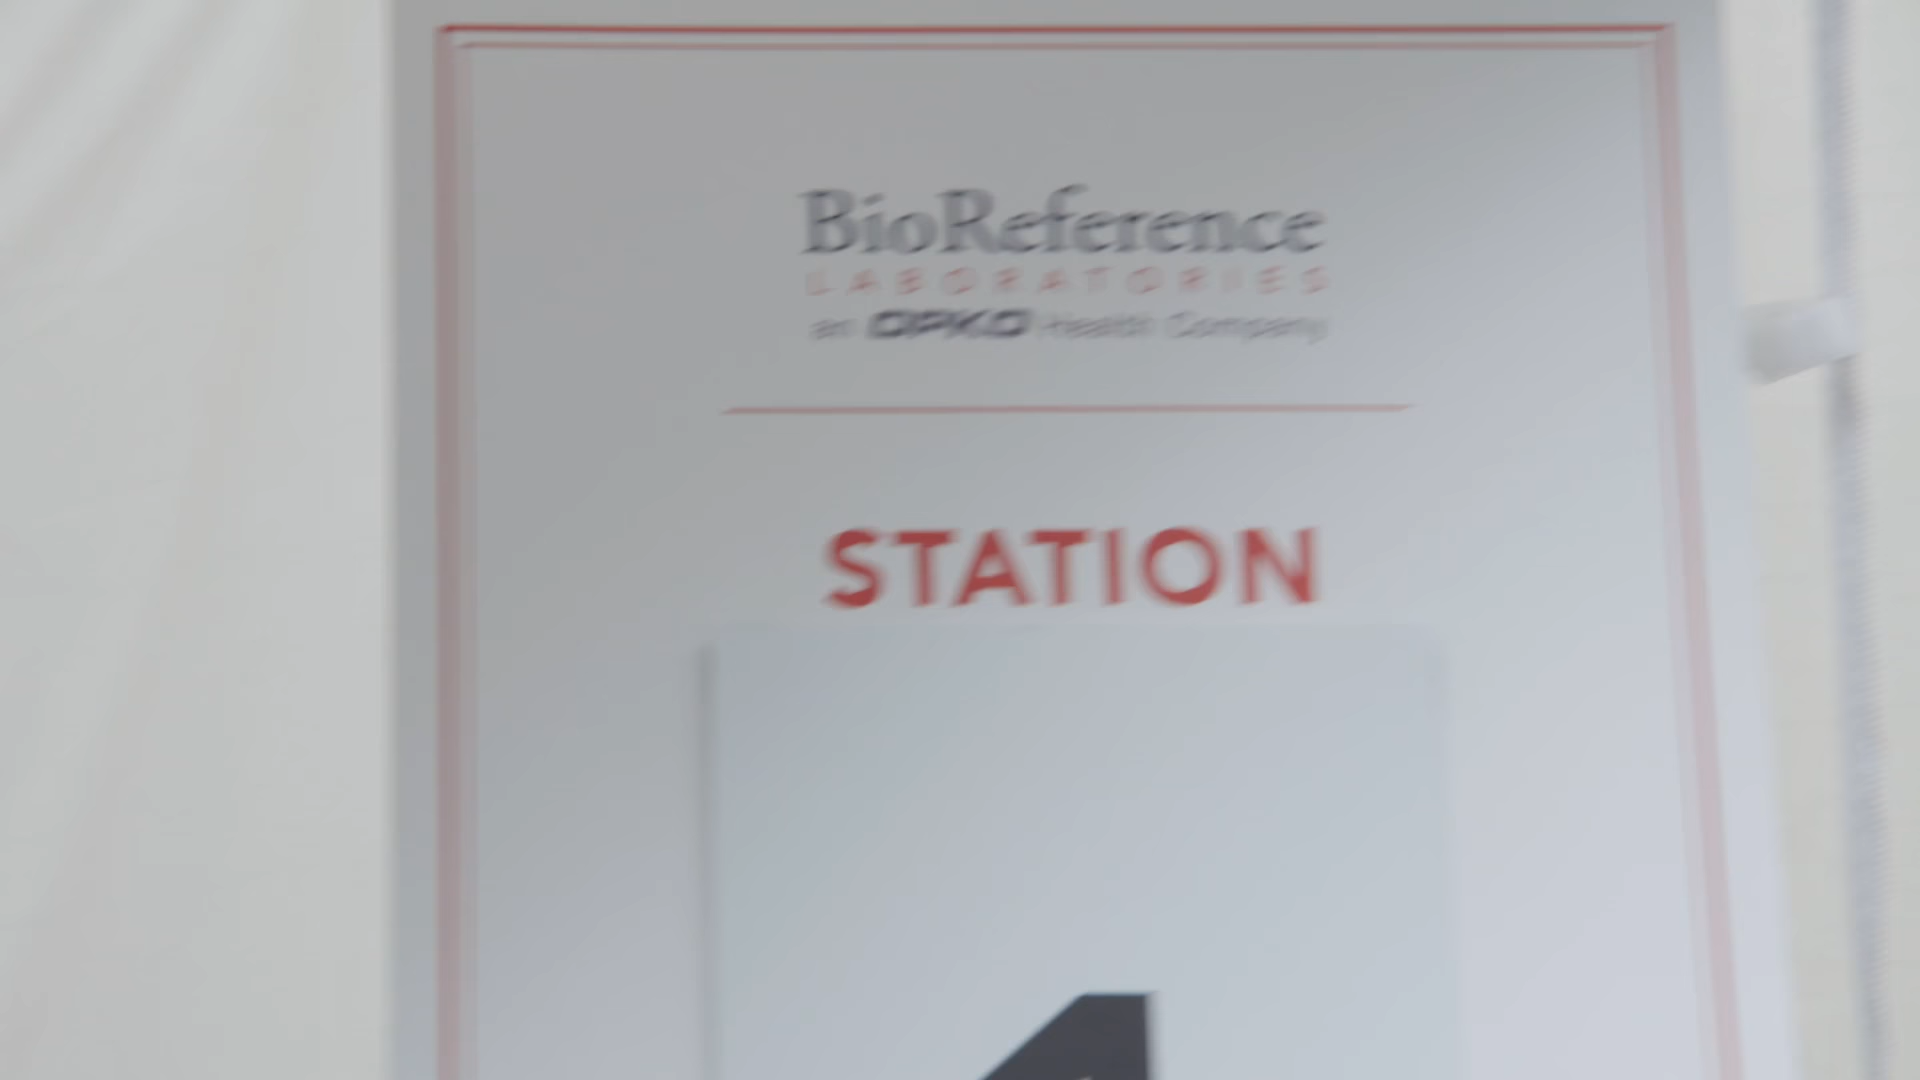 BioReference
LABORATORIES
an OPKO Health Company
STATION